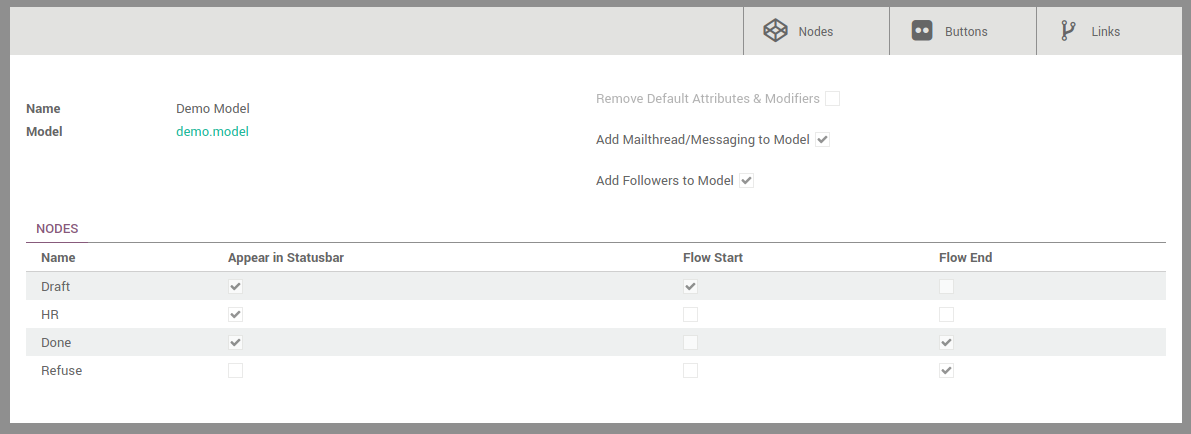 Nodes Buttons Links
Name Demo Model
Model demo.model
Remove Default Attributes & Modifiers
Add Mailthread/Messaging to Model
Add Followers to Model
NODES
Name Appear in Statusbar Flow Start Flow End
Draft
HR
Done
Refuse